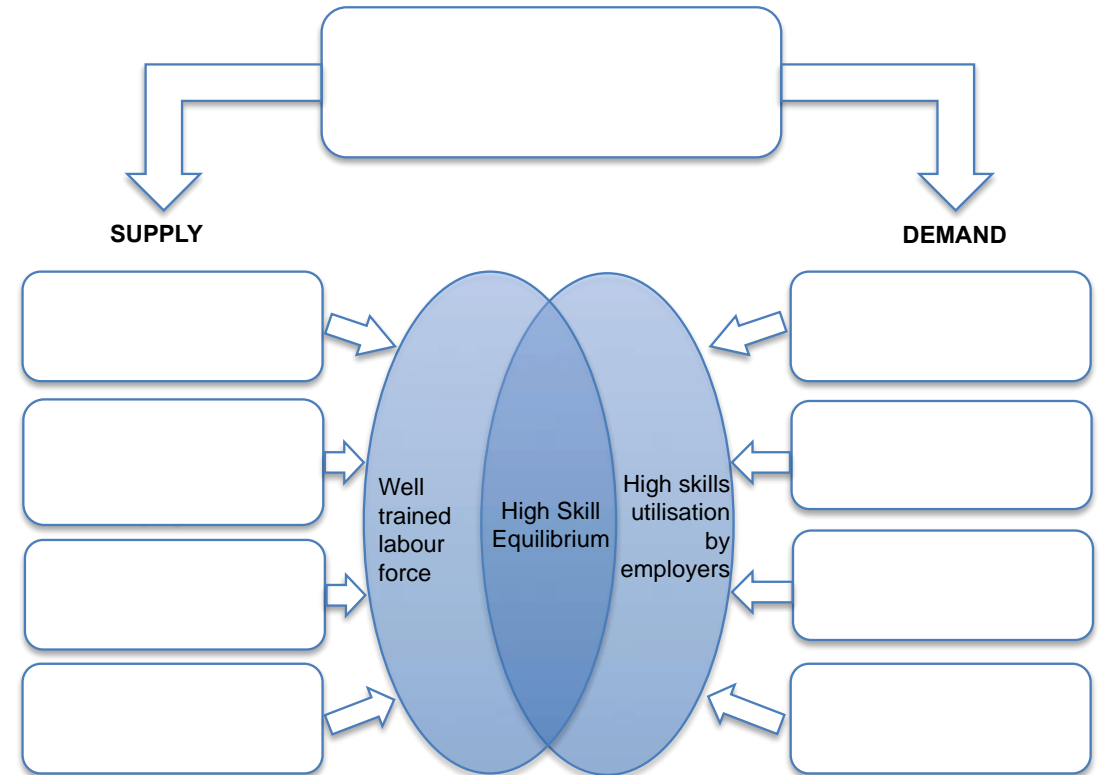 SUPPLY
DEMAND
Well
trained
labour
force
High Skill
Equilibrium
High skills
utilisation
by
employers